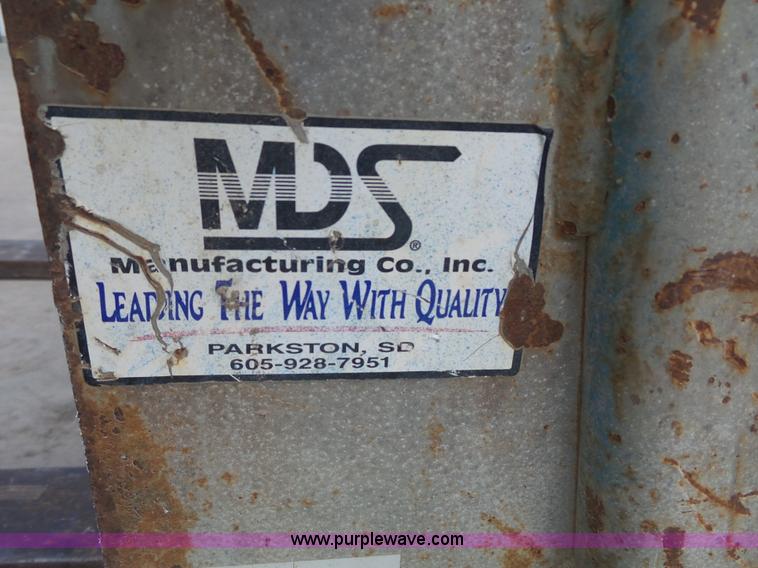 MDS®
Manufacturing Co., Inc.
LEADING THE WAY WITH QUALITY
PARKSTON, SD
605-928-7951
www.purplewave.com